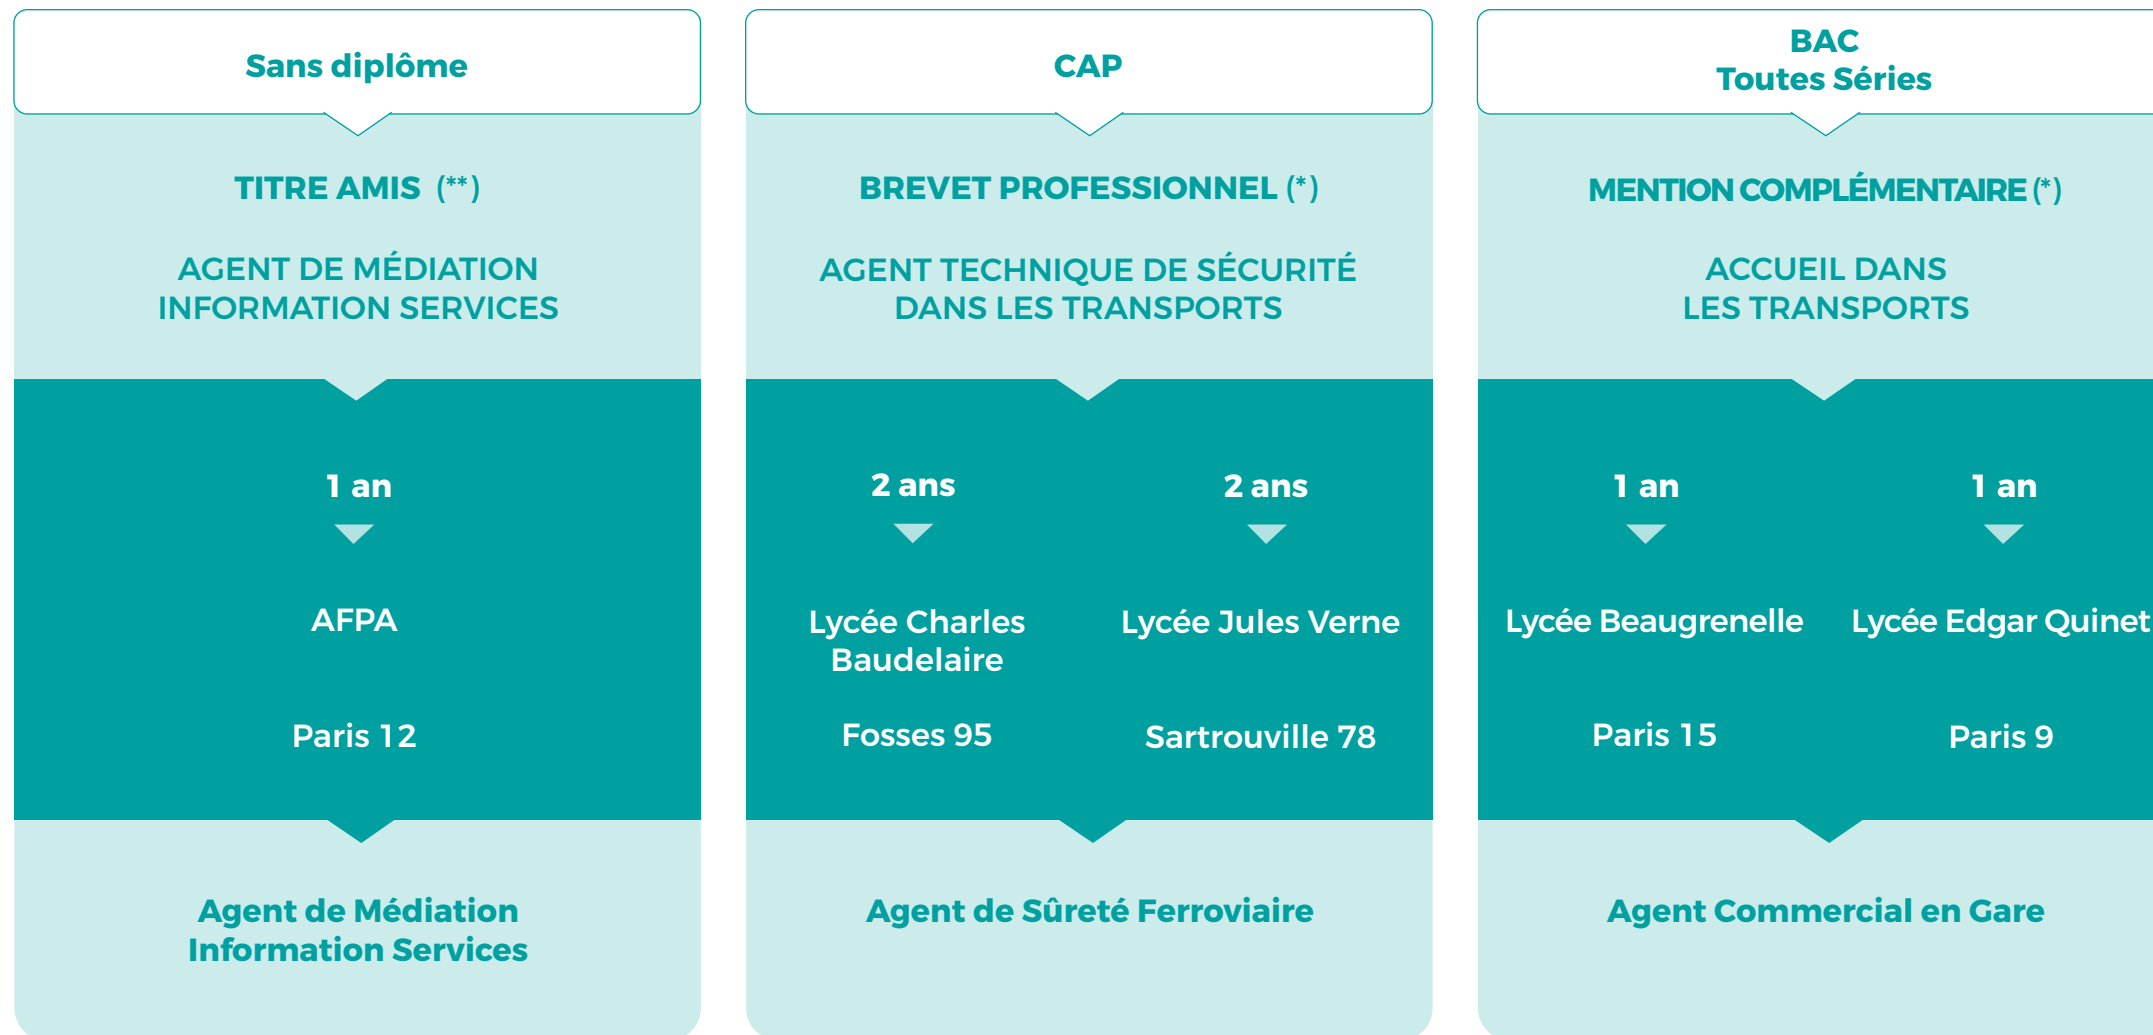 Sans diplôme
TITRE AMIS (**)
AGENT DE MÉDIATION
INFORMATION SERVICES
1 an
AFPA
Paris 12
Agent de Médiation
Information Services
CAP
BREVET PROFESSIONNEL (*)
AGENT TECHNIQUE DE SÉCURITÉ
DANS LES TRANSPORTS
2 ans
Lycée Charles
Baudelaire
Fosses 95
2 ans
Lycée Jules Verne
Sartrouville 78
Agent de Sûreté Ferroviaire
BAC
Toutes Séries
MENTION COMPLÉMENTAIRE (*)
ACCUEIL DANS
LES TRANSPORTS
1 an
Lycée Beaugrenelle
Paris 15
1 an
Lycée Edgar Quinet
Paris 9
Agent Commercial en Gare